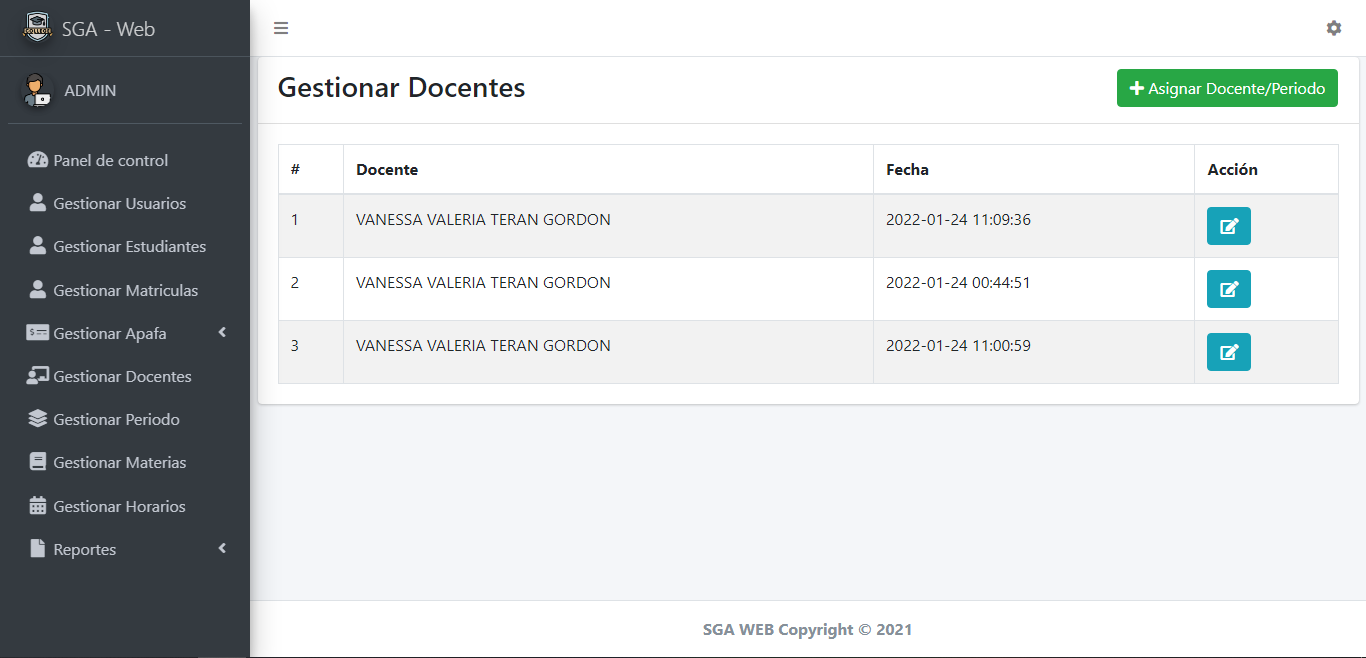 SGA - Web
ADMIN
Panel de control
Gestionar Usuarios
Gestionar Estudiantes
Gestionar Matriculas
Gestionar Apafa
Gestionar Docentes
Gestionar Periodo
Gestionar Materias
Gestionar Horarios
Reportes
Gestionar Docentes
Asignar Docente/Periodo
# Docente Fecha Acción
1 VANESSA VALERIA TERAN GORDON 2022-01-24 11:09:36
2 VANESSA VALERIA TERAN GORDON 2022-01-24 00:44:51
3 VANESSA VALERIA TERAN GORDON 2022-01-24 11:00:59
SGA WEB Copyright © 2021